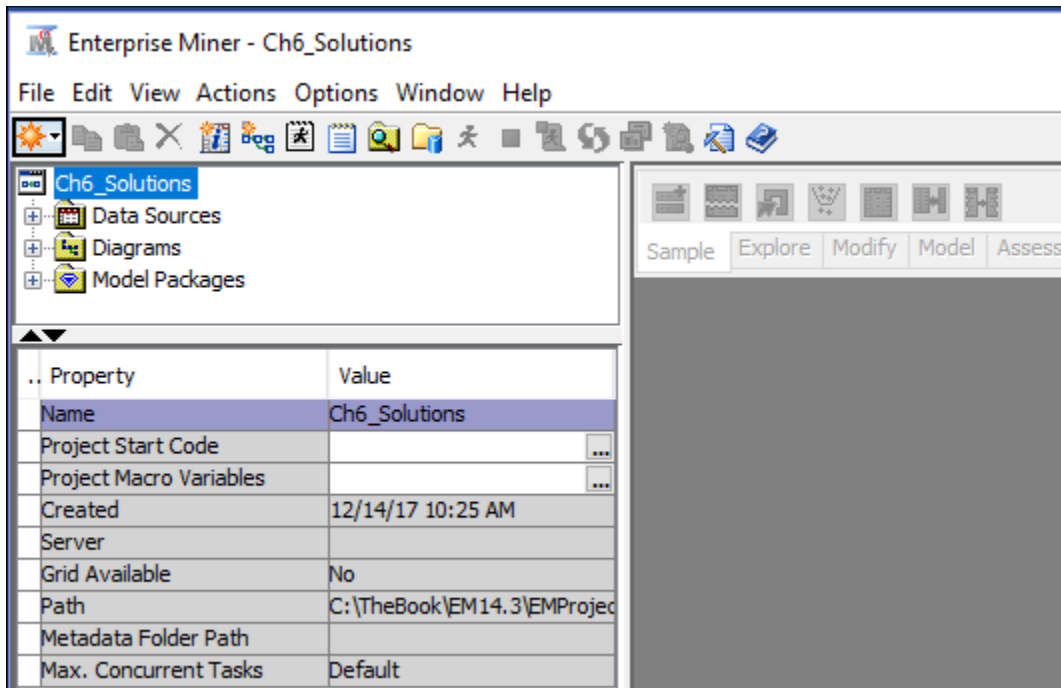 Enterprise Miner - Ch6_Solutions
File Edit View Actions Options Window Help
Ch6_Solutions
Data Sources
Diagrams
Model Packages
Sample Explore Modify Model Assess
.. Property Value
Name Ch6_Solutions
Project Start Code ...
Project Macro Variables ...
Created 12/14/17 10:25 AM
Server
Grid Available No
Path C:\TheBook\EM14.3\EMProjec
Metadata Folder Path
Max. Concurrent Tasks Default